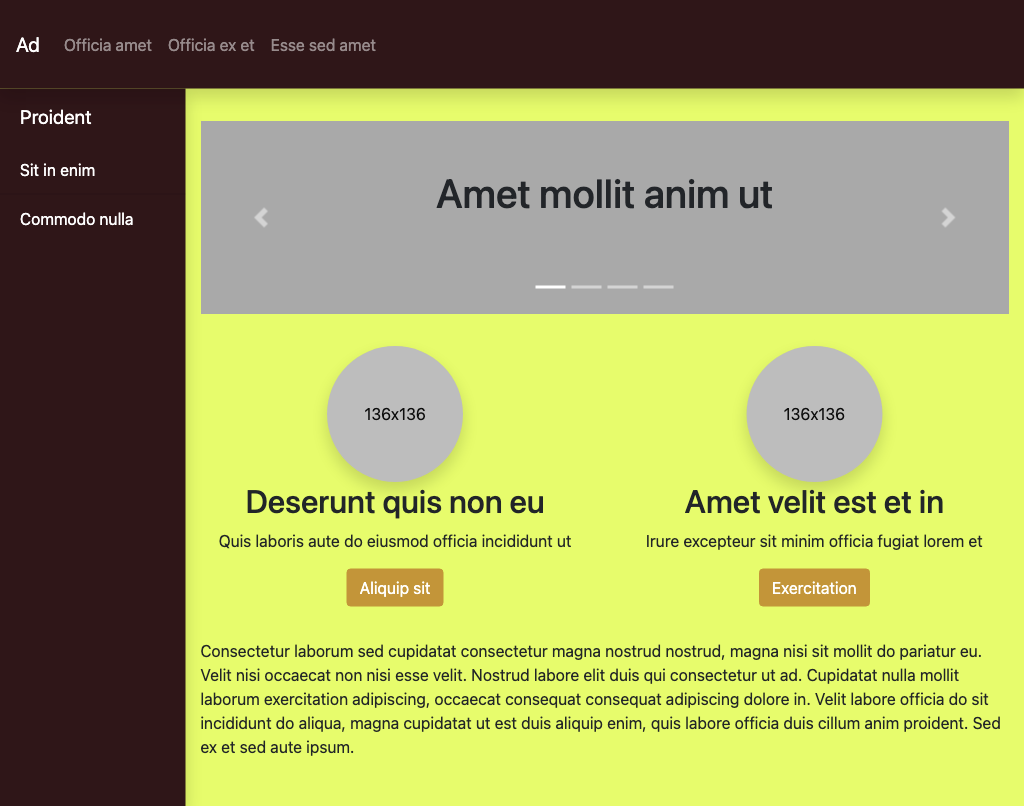 Ad
Officia amet
Officia ex et
Esse sed amet
Proident
Sit in enim
Commodo nulla
Amet mollit anim ut
136x136
Deserunt quis non eu
Quis laboris aute do eiusmod officia incididunt ut
Aliquip sit
136x136
Amet velit est et in
Irure excepteur sit minim officia fugiat lorem et
Exercitation
Consectetur laborum sed cupidatat consectetur magna nostrud nostrud, magna nisi sit mollit do pariatur eu.
Velit nisi occaecat non nisi esse velit. Nostrud labore elit duis qui consectetur ut ad. Cupidatat nulla mollit
laborum exercitation adipiscing, occaecat consequat consequat adipiscing dolore in. Velit labore officia do sit
incididunt do aliqua, magna cupidatat ut est duis aliquip enim, quis labore officia duis cillum anim proident. Sed
ex et sed aute ipsum.